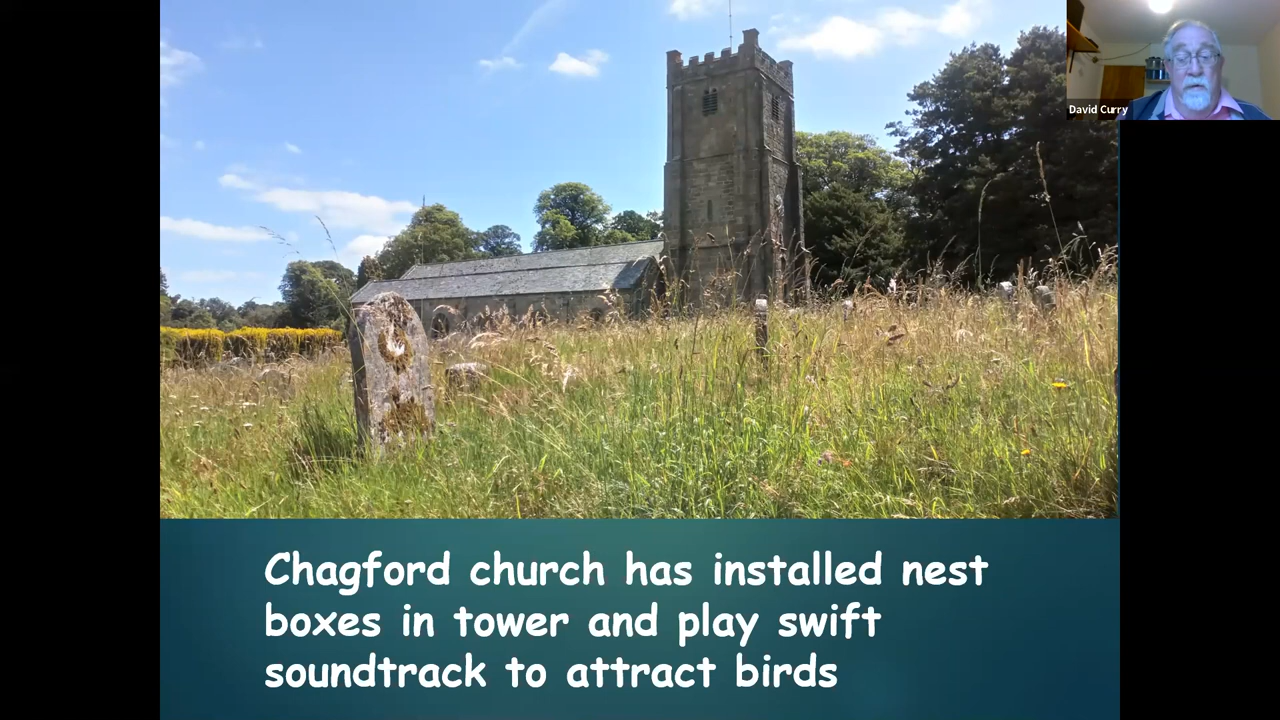 David Curry
Chagford church has installed nest
boxes in tower and play swift
soundtrack to attract birds